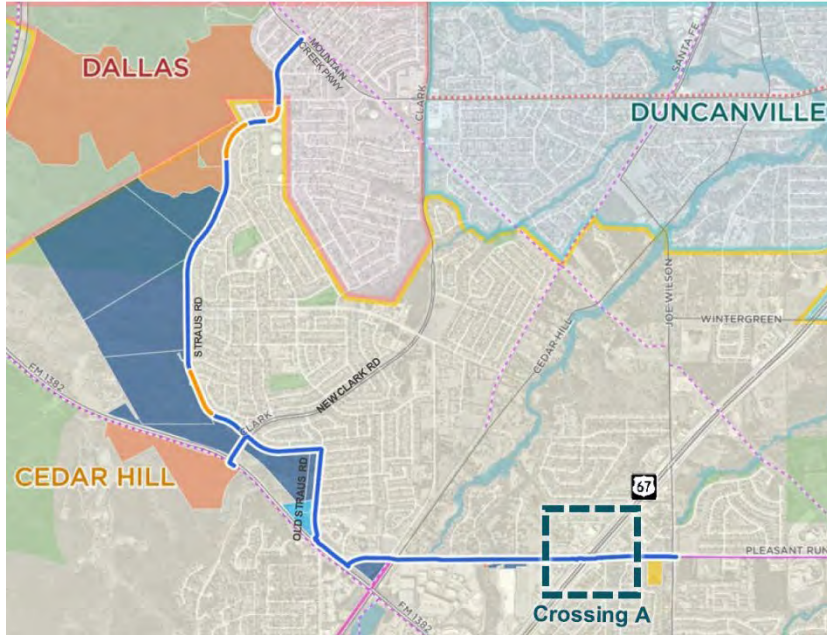 MOUNTAIN
CREEK PKWY
DALLAS
CLARK
SANTA FE
DUNCANVILLE
STRAUS RD
JOE WILSON
WINTERGREEN
CEDAR HILL
FM 1382
NEW CLARK RD
CLARK
CEDAR HILL
OLD STRAUS RD
67
PLEASANT RUN
FM 1382
Crossing A